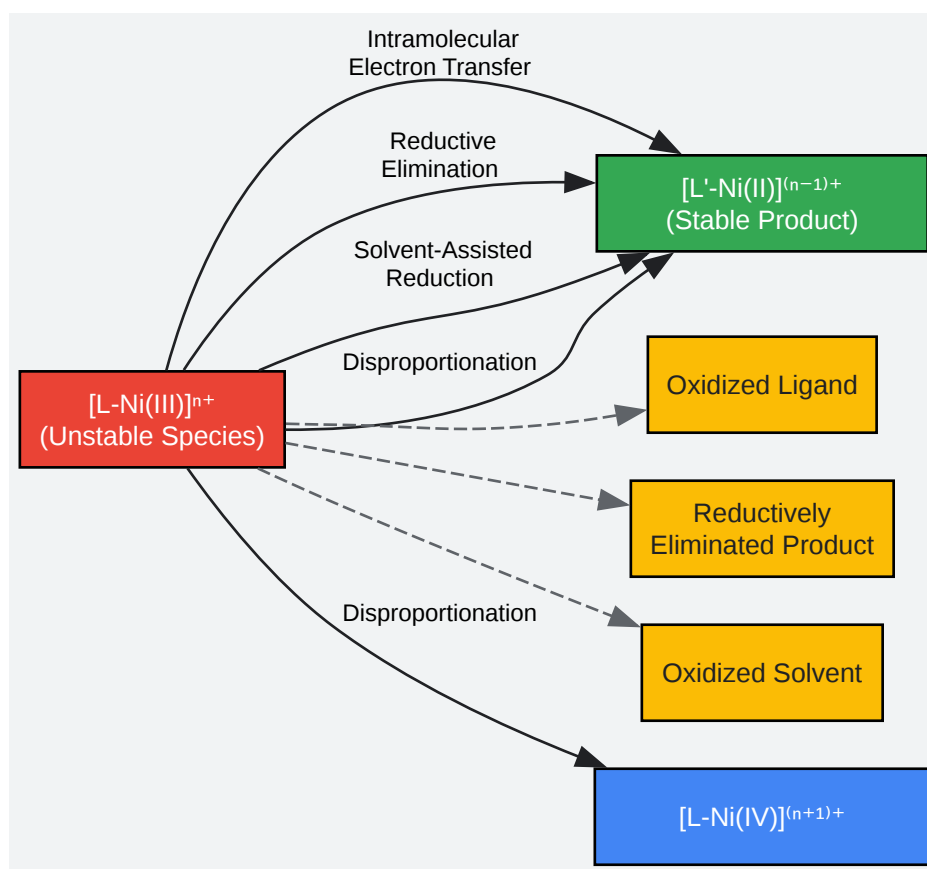 Intramolecular
Electron Transfer
Reductive
Elimination
[L'-Ni(II)]⁽ⁿ⁻¹⁾⁺
(Stable Product)
Solvent-Assisted
Reduction
Disproportionation
Oxidized Ligand
[L-Ni(III)]ⁿ⁺
(Unstable Species)
Reductively
Eliminated Product
Disproportionation
Oxidized Solvent
[L-Ni(IV)]⁽ⁿ⁺¹⁾⁺